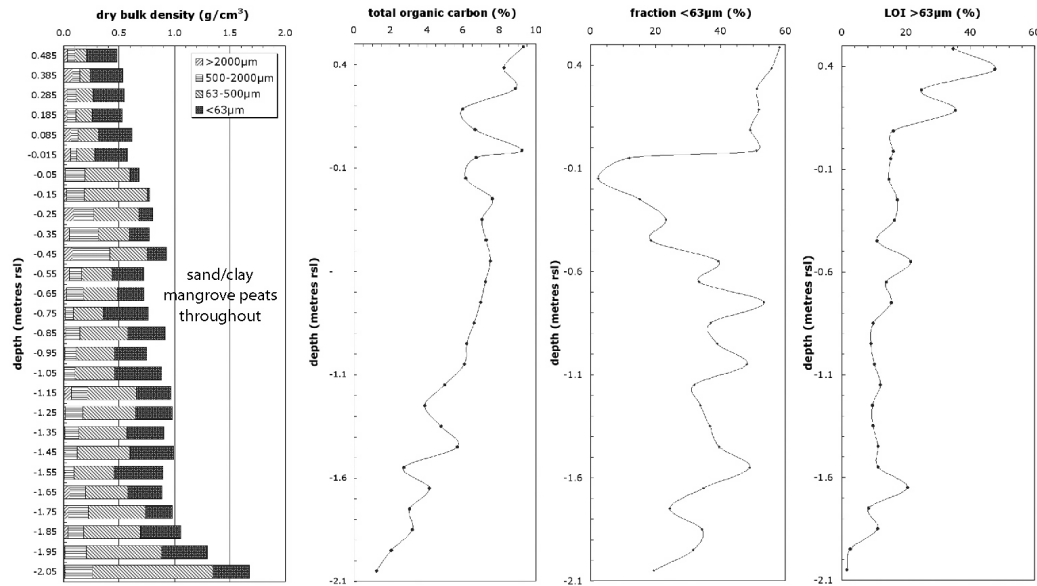 dry bulk density (g/cm³)
0.0 0.5 1.0 1.5 2.0
depth (metres rsl)
0.485
0.385
0.285
0.185
0.085
-0.015
-0.05
-0.15
-0.25
-0.35
-0.45
-0.55
-0.65
-0.75
-0.85
-0.95
-1.05
-1.15
-1.25
-1.35
-1.45
-1.55
-1.65
-1.75
-1.85
-1.95
-2.05
>2000μm
500-2000μm
63-500μm
<63μm
sand/clay
mangrove peats
throughout
total organic carbon (%)
0 2 4 6 8 10
depth (metres rsl)
0.4
-0.1
-
-1.1
-1.6
-2.1
fraction <63μm (%)
0 10 20 30 40 50 60
depth (metres rsl)
0.4
-0.1
-0.6
-1.1
-1.6
-2.1
LOI >63μm (%)
0 10 20 30 40 50 60
depth (metres rsl)
0.4
-0.1
-0.6
-1.1
-1.6
-2.1